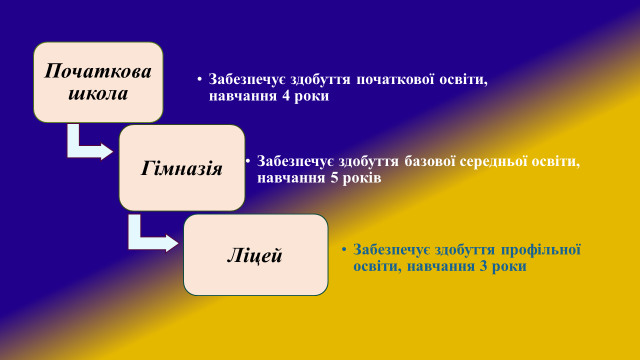 Початкова
школа
• Забезпечує здобуття початкової освіти,
навчання 4 роки
Гімназія
• Забезпечує здобуття базової середньої освіти,
навчання 5 років
Ліцей
• Забезпечує здобуття профільної
освіти, навчання 3 роки